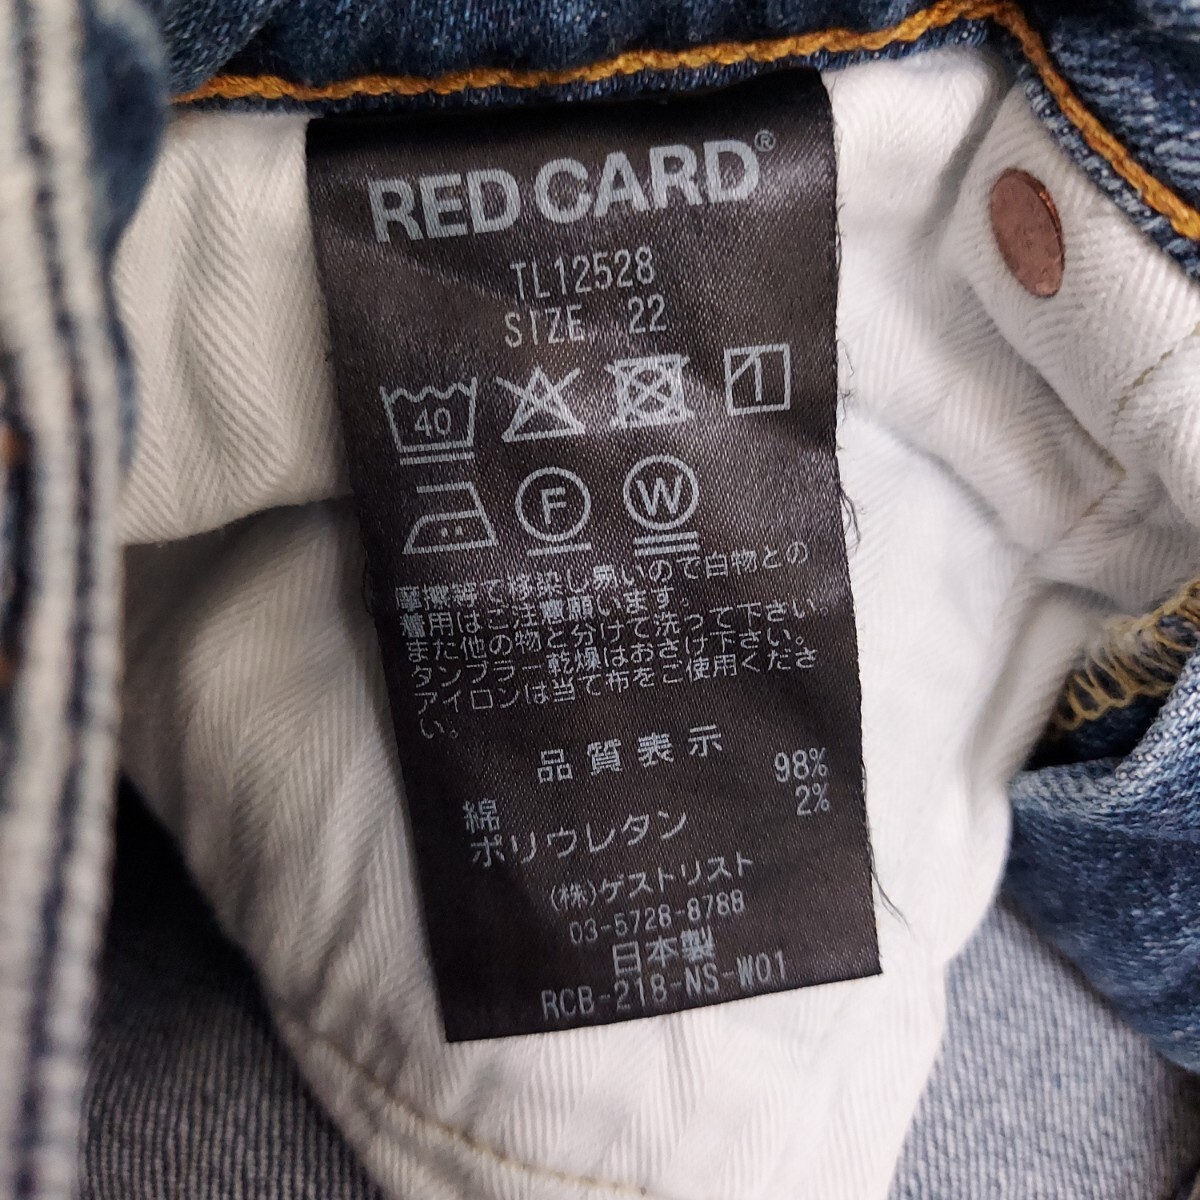 RED CARD®
TL12528
SIZE 22
40
F W
摩擦等で移染し易いので白物との
着用はご注意願います。
また他の物と分けて洗って下さい。
タンブラー乾燥はおさけ下さい。
アイロンは当て布をご使用くださ
い。
品質表示
綿 98%
ポリウレタン 2%
(株)ゲストリスト
03-5728-8788
日本製
RCB-218-NS-W01